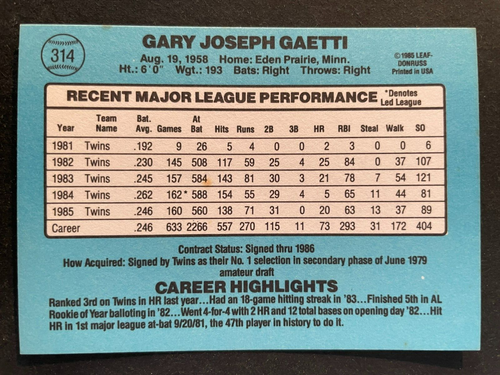 314
GARY JOSEPH GAETTI
Aug. 19, 1958 Home: Eden Prairie, Minn.
Ht.: 6'0" Wgt.: 193 Bats: Right Throws: Right
©1985 LEAF-
DONRUSS
Printed in USA
RECENT MAJOR LEAGUE PERFORMANCE *Denotes
Led League
Year Team Name Bat. Avg. Games At Bat Hits Runs 2B 3B HR RBI Steal Walk SO
1981 Twins .192 9 26 5 4 0 0 2 3 0 0 6
1982 Twins .230 145 508 117 59 25 4 25 84 0 37 107
1983 Twins .245 157 584 143 81 30 3 21 78 7 54 121
1984 Twins .262 162* 588 154 55 29 4 5 65 11 44 81
1985 Twins .246 160 560 138 71 31 0 20 63 13 37 89
Career .246 633 2266 557 270 115 11 73 293 31 172 404
Contract Status: Signed thru 1986
How Acquired: Signed by Twins as their No. 1 selection in secondary phase of June 1979
amateur draft
CAREER HIGHLIGHTS
Ranked 3rd on Twins in HR last year...Had an 18-game hitting streak in '83...Finished 5th in AL
Rookie of Year balloting in '82...Went 4-for-4 with 2 HR and 12 total bases on opening day '82...Hit
HR in 1st major league at-bat 9/20/81, the 47th player in history to do it.